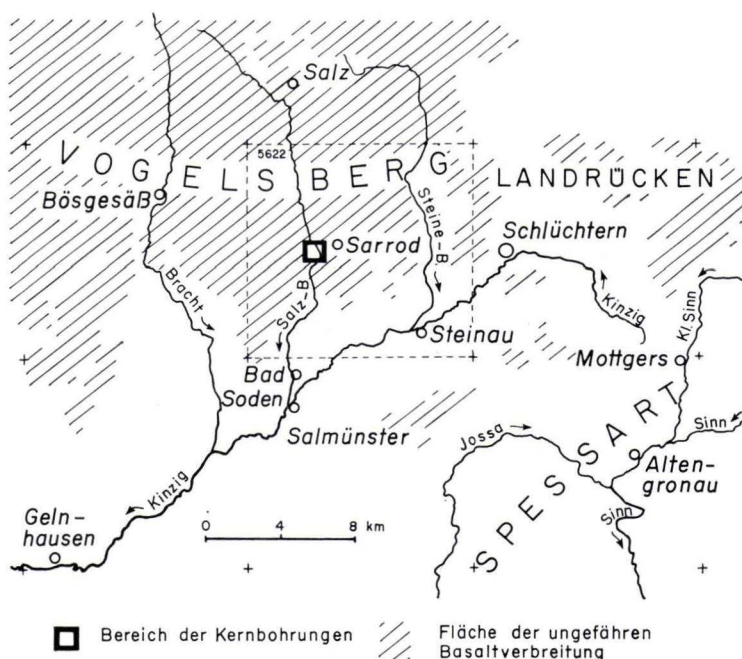 Salz
5622
VOGELSBERG
LANDRÜCKEN
Bösgesäß
Steine-B.
Sarrod
Schlüchtern
Bracht
Salz-B.
Kinzig
Kl. Sinn
Steinau
Mottgers
Bad
Soden
Salmünster
SPESSART
Jossa
Sinn
Alten-
gronau
Kinzig
Sinn
Geln-
hausen
0 4 8 km
Bereich der Kernbohrungen
Fläche der ungefähren
Basaltverbreitung